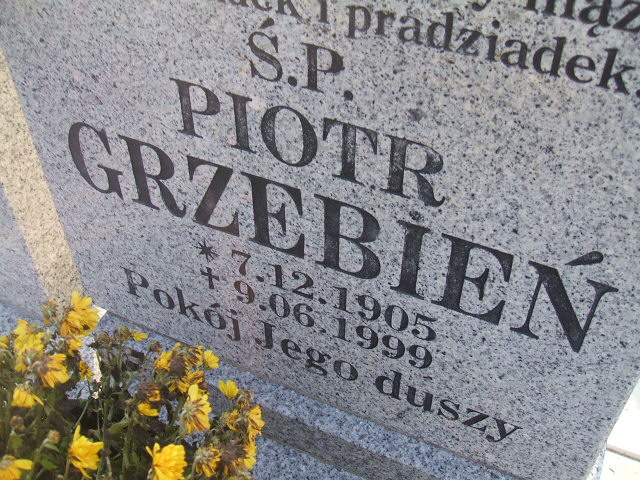 i pradziadek
Ś.P.
PIOTR
GRZEBIEŃ
* 7.12.1905
✝ 9.06.1999
Pokój Jego duszy